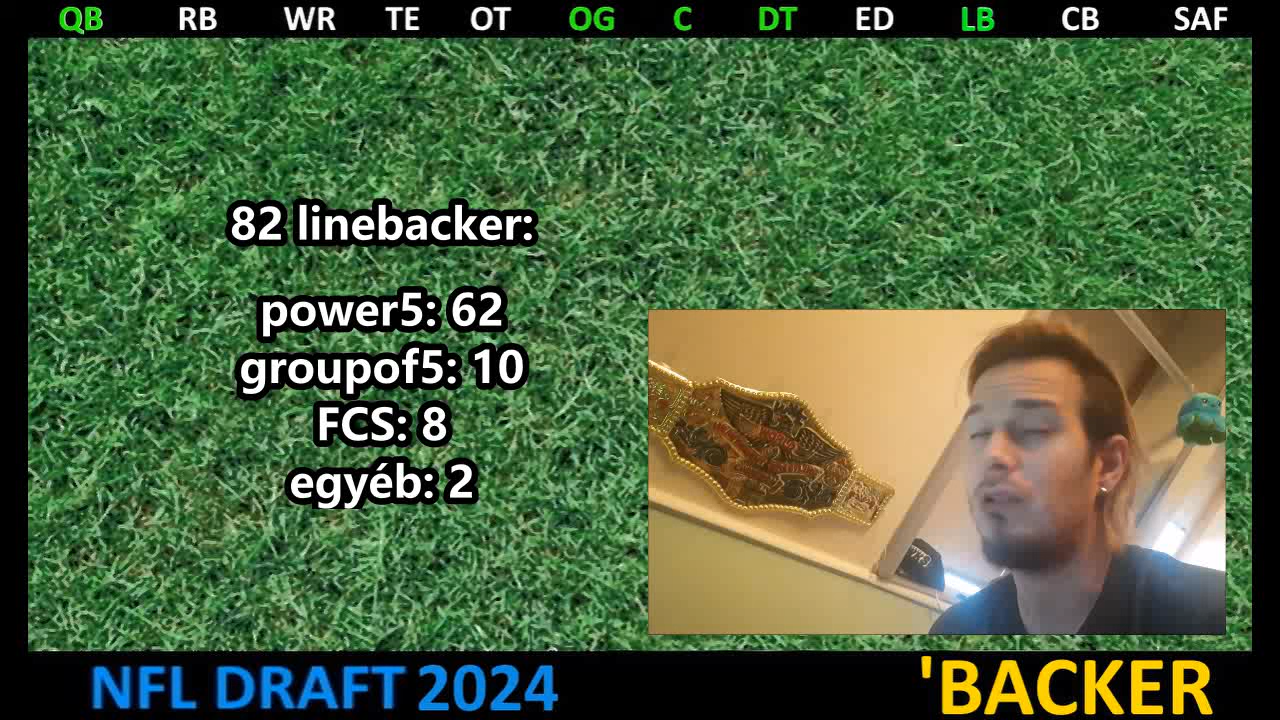 QB RB WR TE OT OG C DT ED LB CB SAF
82 linebacker:
power5: 62
groupof5: 10
FCS: 8
egyéb: 2
NFL DRAFT 2024
'BACKER